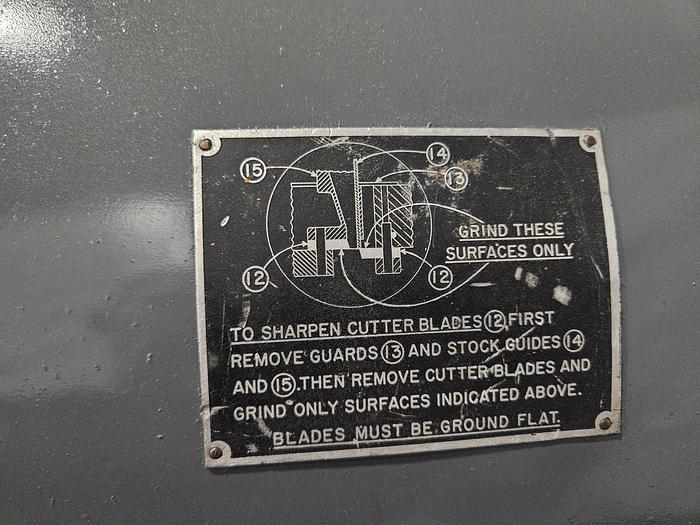 15
14
13
GRIND THESE
SURFACES ONLY
12
12
TO SHARPEN CUTTER BLADES 12, FIRST
REMOVE GUARDS 13 AND STOCK GUIDES 14
AND 15. THEN REMOVE CUTTER BLADES AND
GRIND ONLY SURFACES INDICATED ABOVE.
BLADES MUST BE GROUND FLAT.